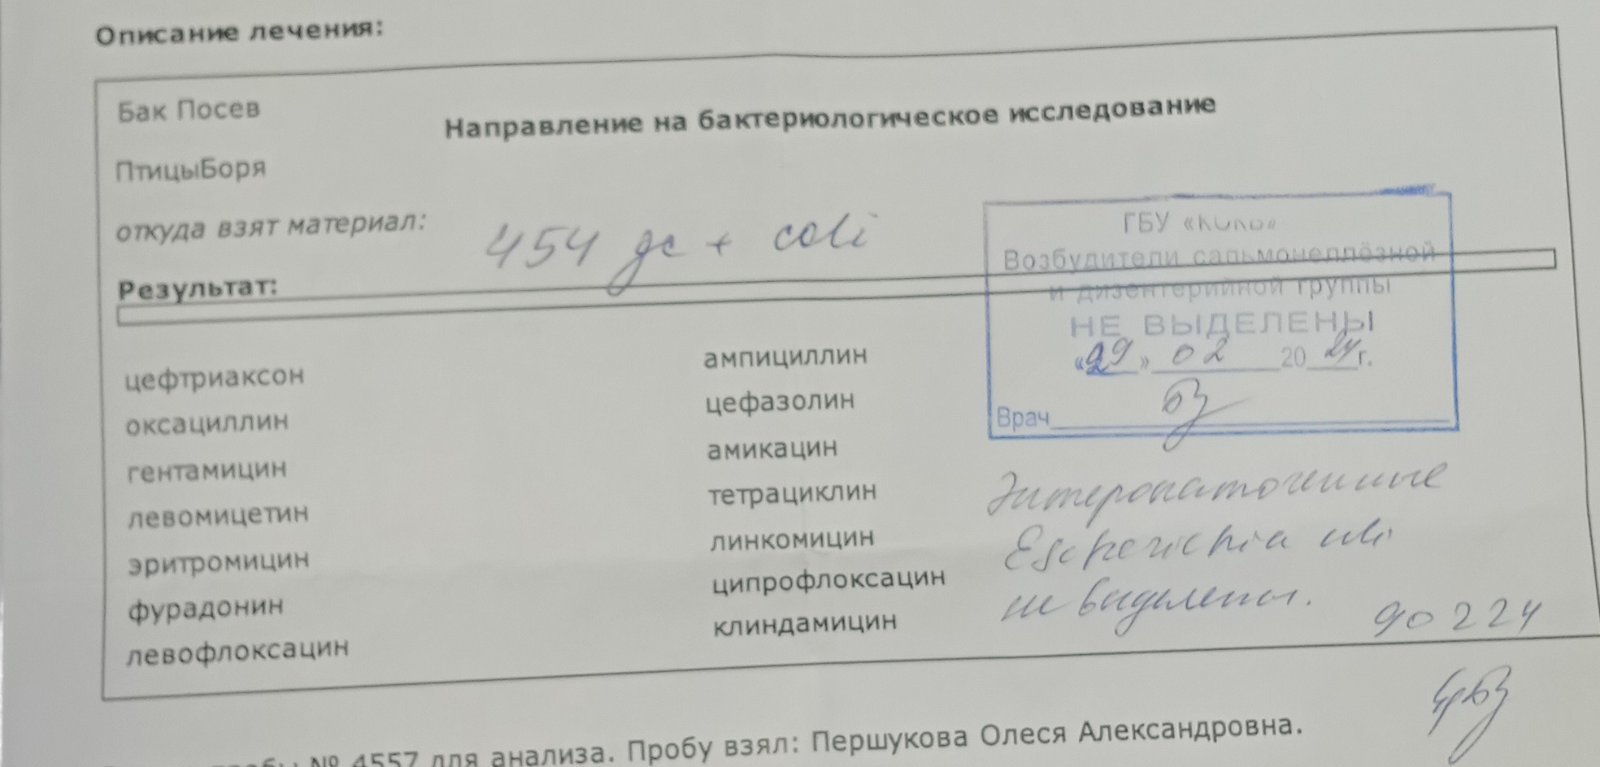 Описание лечения:
Бак Посев
Направление на бактериологическое исследование
ПтицыБоря
откуда взят материал:
454 дс + coli
Результат:
ГБУ «
Возбудители сальмонеллёзной
и дизентерийной группы
НЕ ВЫДЕЛЕНЫ
«29» 02 2024г.
Врач
цефтриаксон
оксациллин
гентамицин
левомицетин
эритромицин
фурадонин
левофлоксацин
ампициллин
цефазолин
амикацин
тетрациклин
линкомицин
ципрофлоксацин
клиндамицин
Энтеропатогенные
Escherichia coli
не выделены.
№ 4557 для анализа. Пробу взял: Першукова Олеся Александровна.